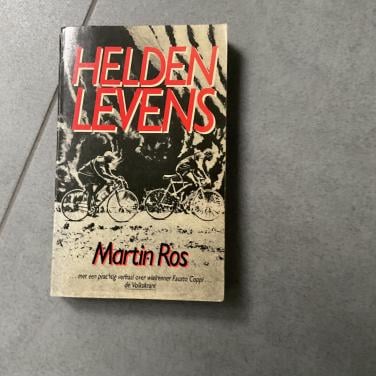 HELDEN
LEVENS
Martin Ros
...met een prachtig verhaal over wielrenner Fausto Coppi...
de Volkskrant